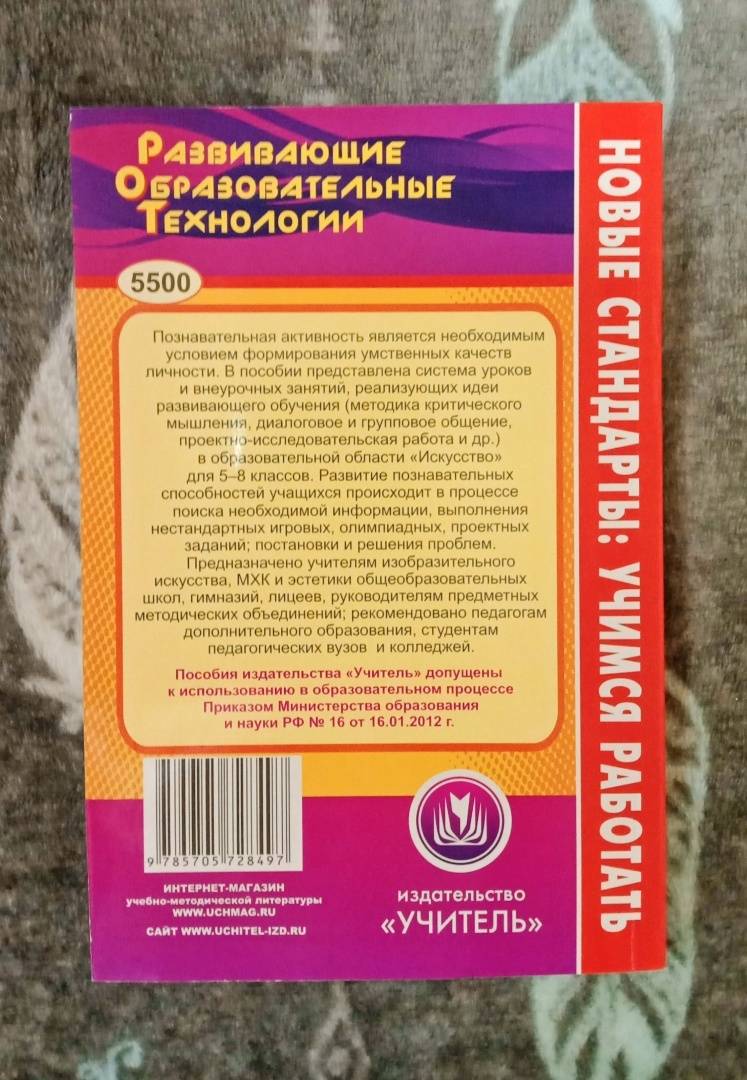 Развивающие
Образовательные
Технологии
5500
Познавательная активность является необходимым
условием формирования умственных качеств
личности. В пособии представлена система уроков
и внеурочных занятий, реализующих идеи
развивающего обучения (методика критического
мышления, диалоговое и групповое общение,
проектно-исследовательская работа и др.)
в образовательной области «Искусство»
для 5–8 классов. Развитие познавательных
способностей учащихся происходит в процессе
поиска необходимой информации, выполнения
нестандартных игровых, олимпиадных, проектных
заданий; постановки и решения проблем.
Предназначено учителям изобразительного
искусства, МХК и эстетики общеобразовательных
школ, гимназий, лицеев, руководителям предметных
методических объединений; рекомендовано педагогам
дополнительного образования, студентам
педагогических вузов и колледжей.
Пособия издательства «Учитель» допущены
к использованию в образовательном процессе
Приказом Министерства образования
и науки РФ № 16 от 16.01.2012 г.
9 785705 728497
ИНТЕРНЕТ-МАГАЗИН
учебно-методической литературы
WWW.UCHMAG.RU
САЙТ WWW.UCHITEL-IZD.RU
издательство
«УЧИТЕЛЬ»
НОВЫЕ СТАНДАРТЫ: УЧИМСЯ РАБОТАТЬ